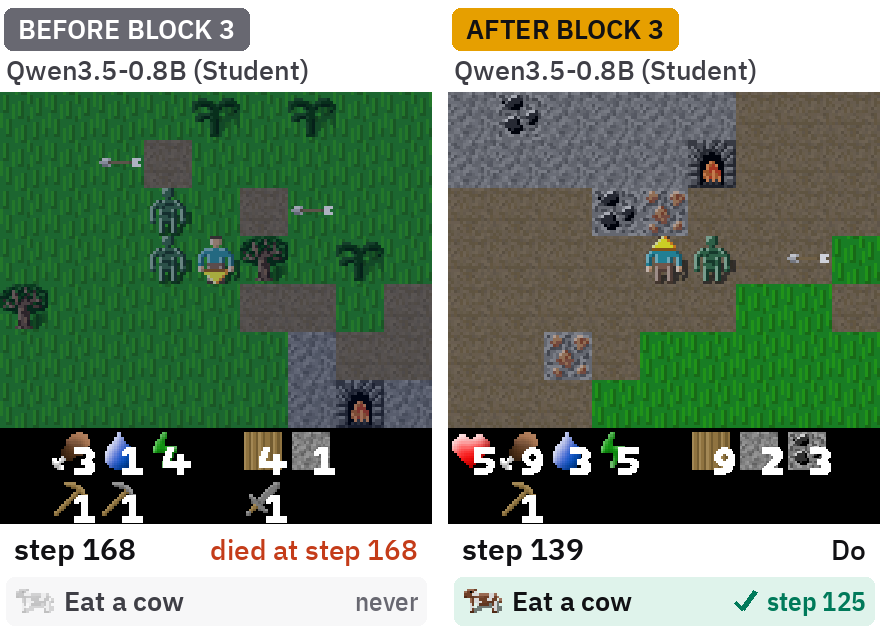 BEFORE BLOCK 3
Qwen3.5-0.8B (Student)
3 1 4 4 1
1 1 1
step 168 died at step 168
Eat a cow never
AFTER BLOCK 3
Qwen3.5-0.8B (Student)
5 9 3 5 9 2 3
1
step 139 Do
Eat a cow ✓ step 125